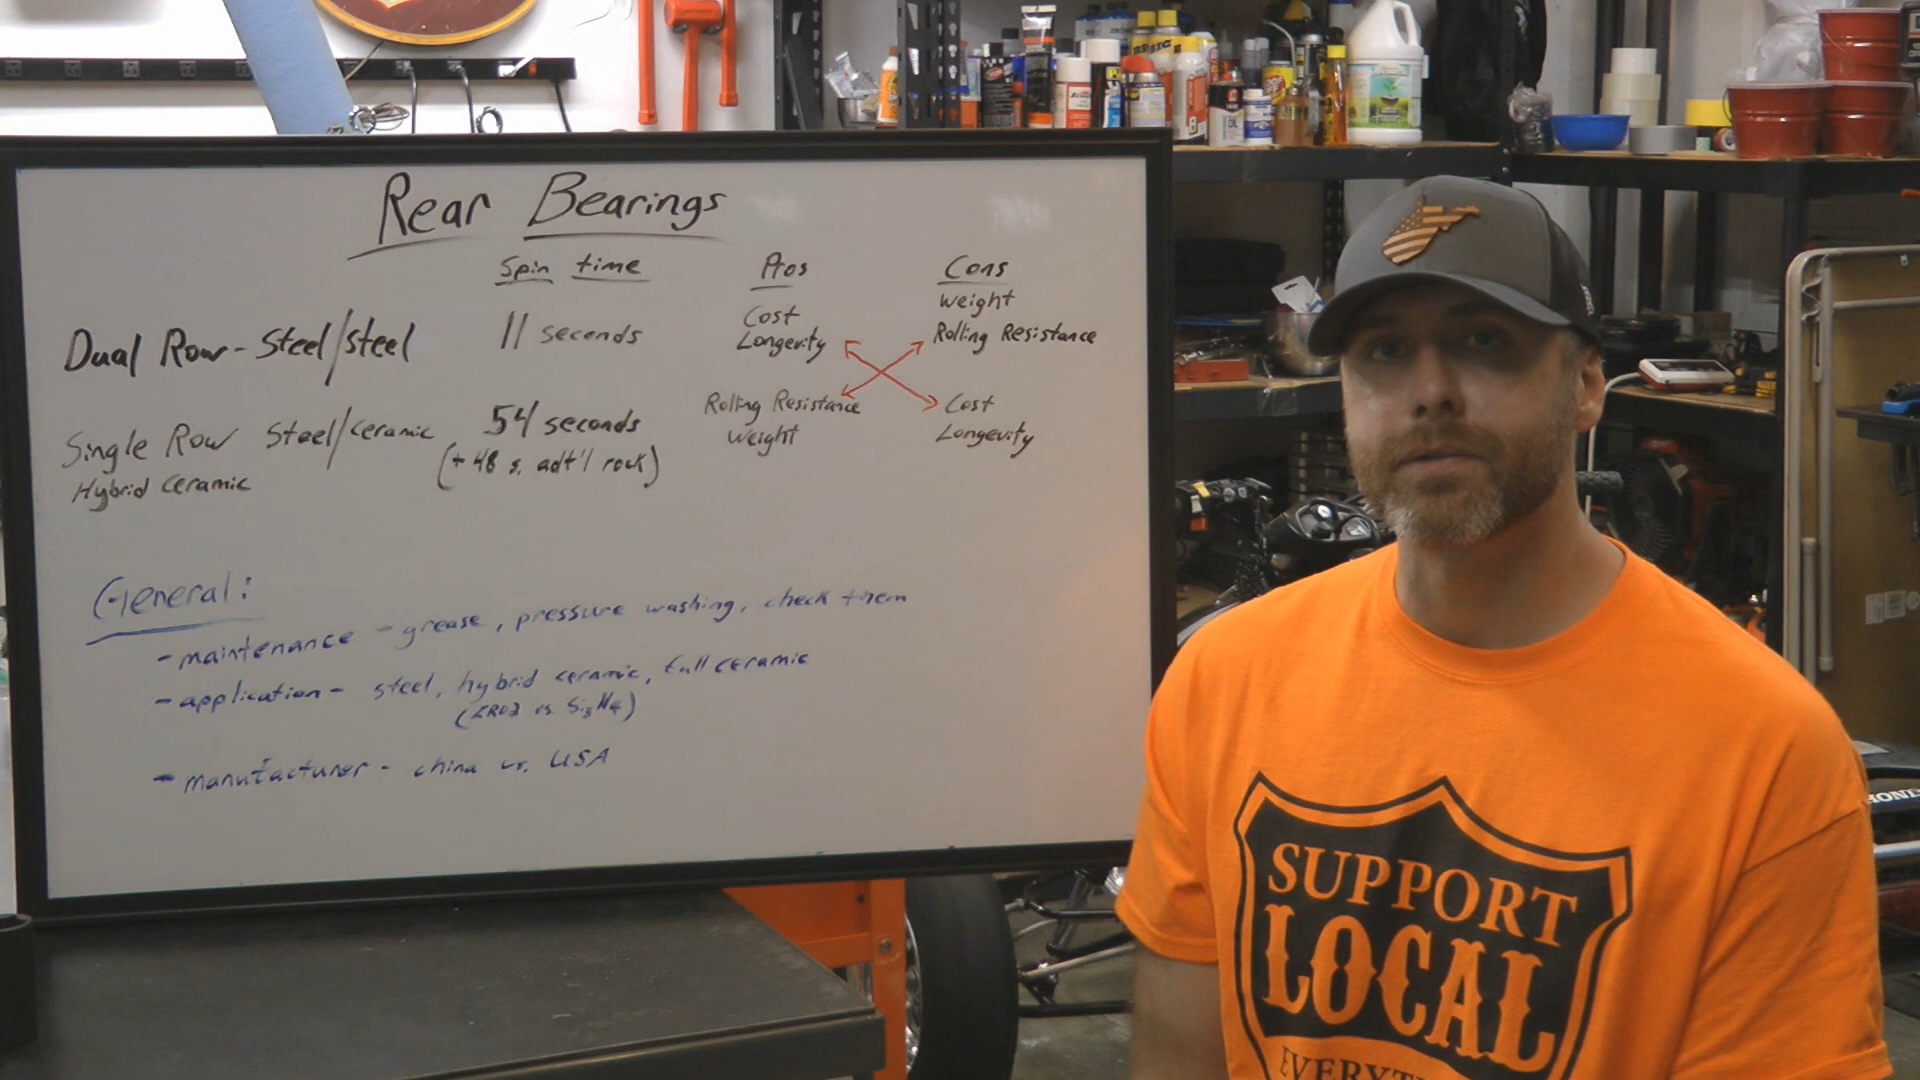 Rear Bearings
Spin time Pros Cons
Weight
Dual Row - Steel/steel 11 seconds Cost Rolling Resistance
Longevity
Single Row Steel/ceramic 54 seconds Rolling Resistance Cost
Hybrid Ceramic (+ 48 s. adt'l rock) Weight Longevity
General:
- maintenance - grease, pressure washing, check them
- application - steel, hybrid ceramic, full ceramic
(ZRO2 vs. Si3N4)
- manufacturer - china vs. USA
SUPPORT
LOCAL
HONDA